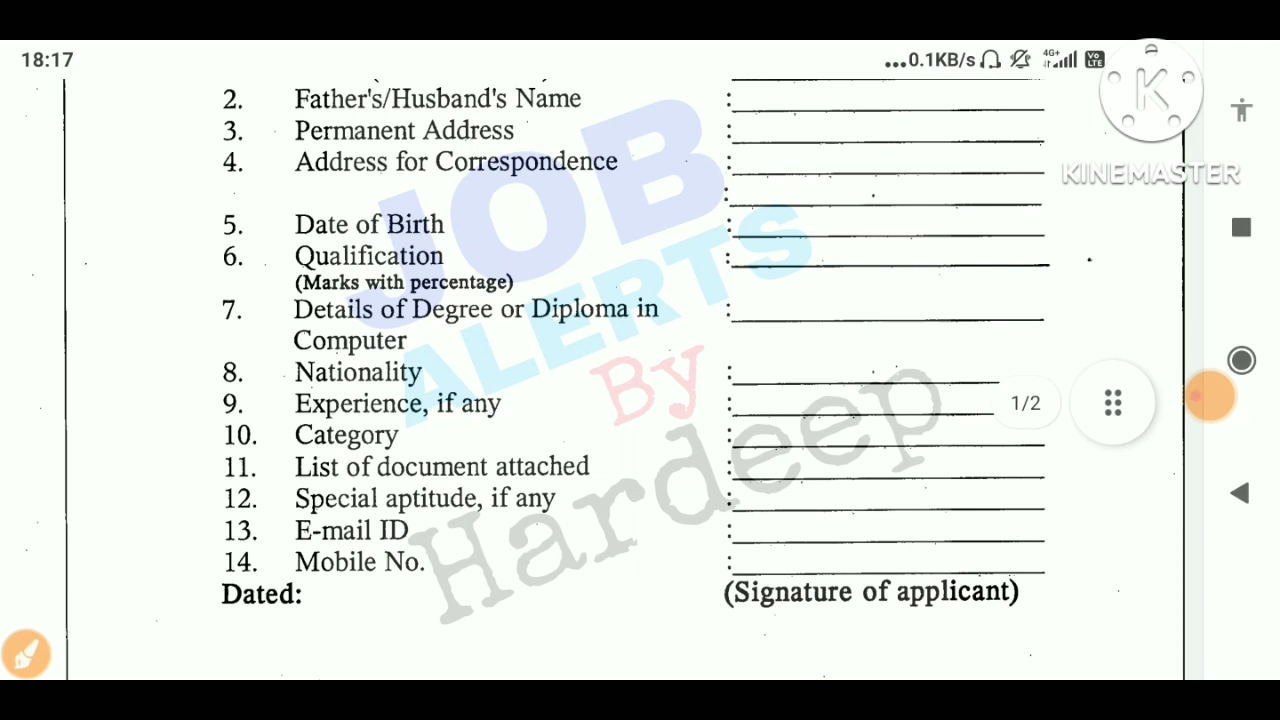 18:17
...0.1KB/s 4G+ Vo LTE
K
KINEMASTER
2. Father's/Husband's Name :
3. Permanent Address :
4. Address for Correspondence :
:
5. Date of Birth :
6. Qualification :
(Marks with percentage)
7. Details of Degree or Diploma in :
Computer
8. Nationality :
9. Experience, if any :
1/2
10. Category :
11. List of document attached :
12. Special aptitude, if any :
13. E-mail ID :
14. Mobile No. :
Dated: (Signature of applicant)
JOB
ALERTS
By
Hardeep